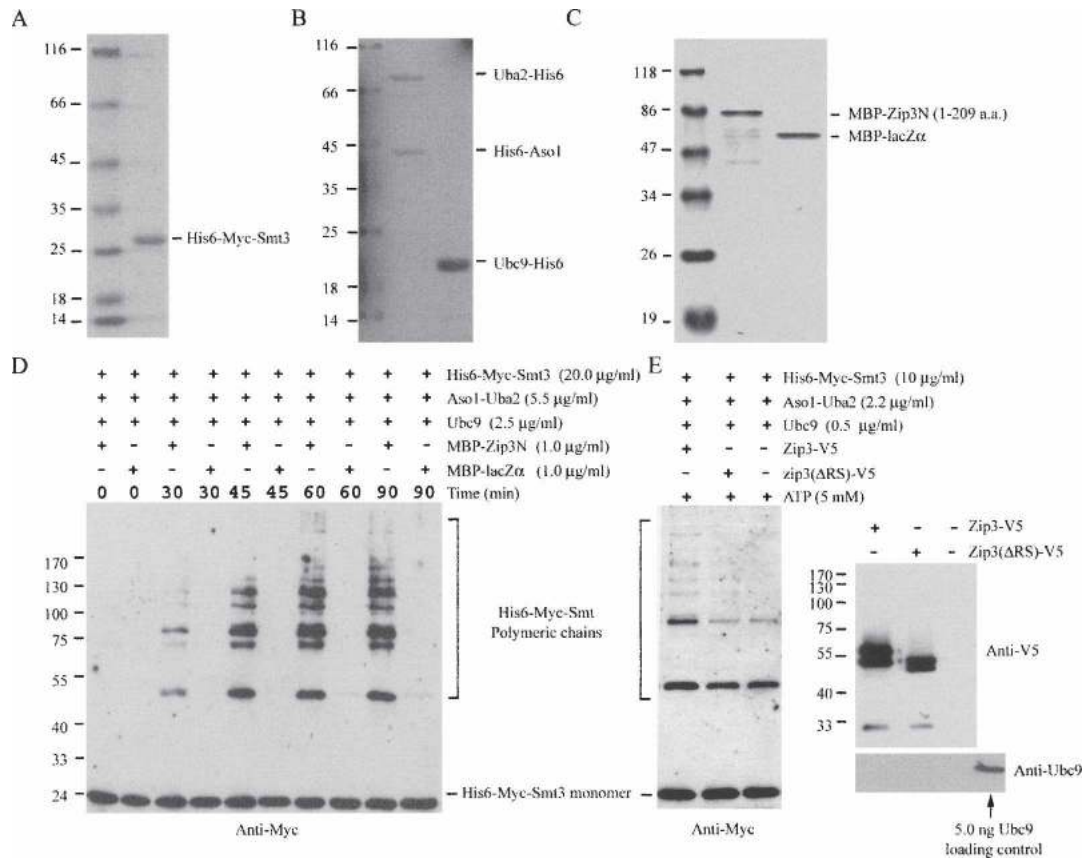 A
116
66
45
35
25
18
14
His6-Myc-Smt3
B
116
66
45
35
25
18
14
Uba2-His6
His6-Aso1
Ubc9-His6
C
118
86
47
34
26
19
MBP-Zip3N (1-209 a.a.)
MBP-lacZα
D
+ + + + + + + + + + His6-Myc-Smt3 (20.0 µg/ml)
+ + + + + + + + + + Aso1-Uba2 (5.5 µg/ml)
+ + + + + + + + + + Ubc9 (2.5 µg/ml)
+ - + - + - + - + - MBP-Zip3N (1.0 µg/ml)
- + - + - + - + - + MBP-lacZα (1.0 µg/ml)
0 0 30 30 45 45 60 60 90 90 Time (min)
170
130
100
75
55
40
33
24
His6-Myc-Smt
Polymeric chains
His6-Myc-Smt3 monomer
Anti-Myc
E
+ + + His6-Myc-Smt3 (10 µg/ml)
+ + + Aso1-Uba2 (2.2 µg/ml)
+ + + Ubc9 (0.5 µg/ml)
+ - - Zip3-V5
- + - zip3(ΔRS)-V5
+ + + ATP (5 mM)
Anti-Myc
+ - - Zip3-V5
- + - Zip3(ΔRS)-V5
170
130
100
75
55
40
33
Anti-V5
Anti-Ubc9
5.0 ng Ubc9
loading control